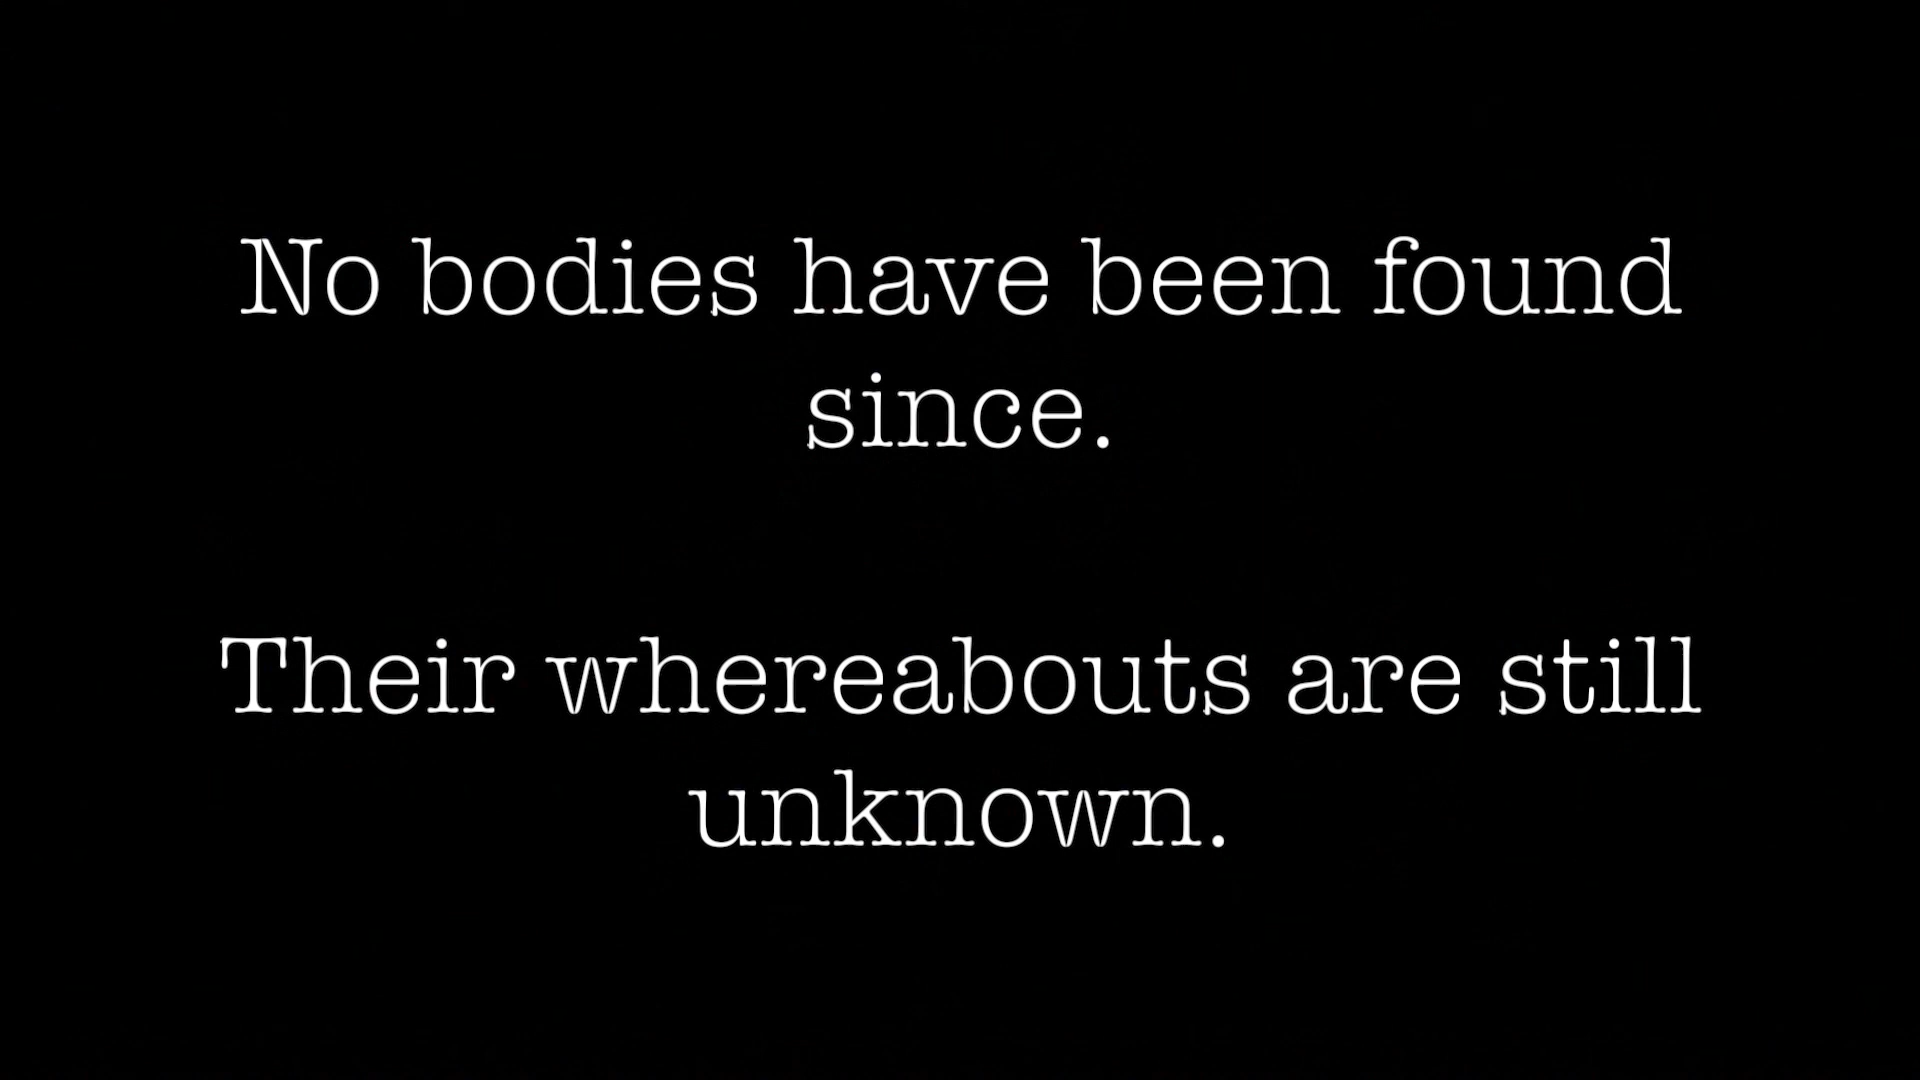 No bodies have been found
since.
Their whereabouts are still
unknown.